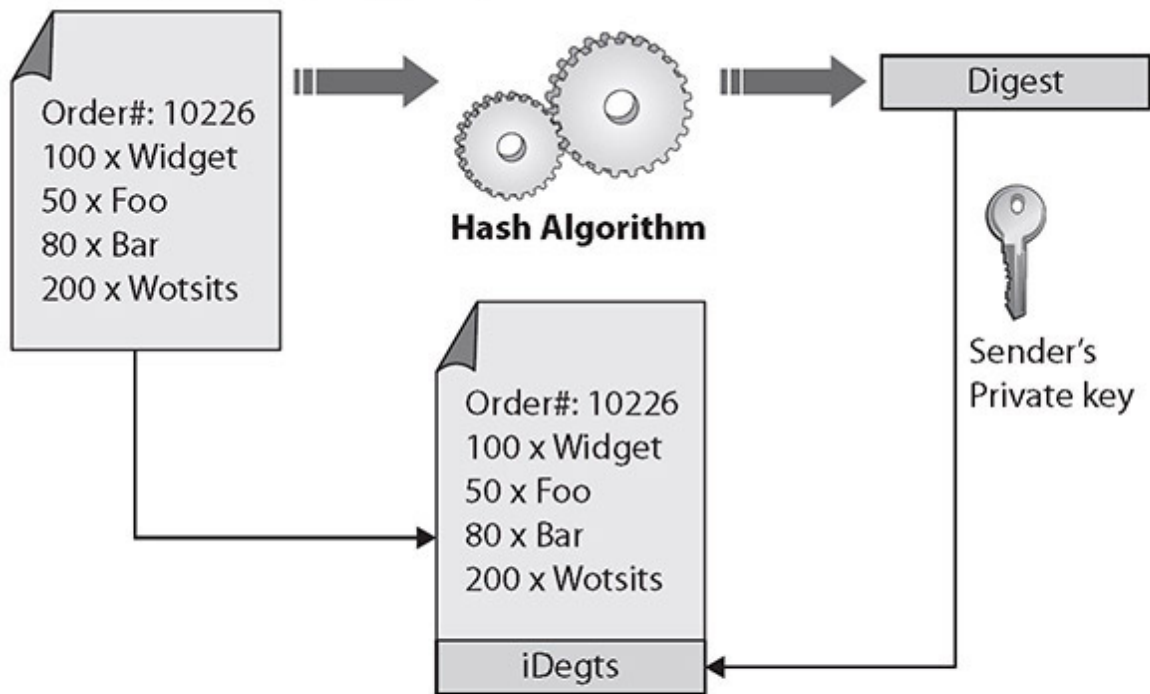 Order#: 10226
100 x Widget
50 x Foo
80 x Bar
200 x Wotsits
Hash Algorithm
Digest
Sender's
Private key
Order#: 10226
100 x Widget
50 x Foo
80 x Bar
200 x Wotsits
iDegts